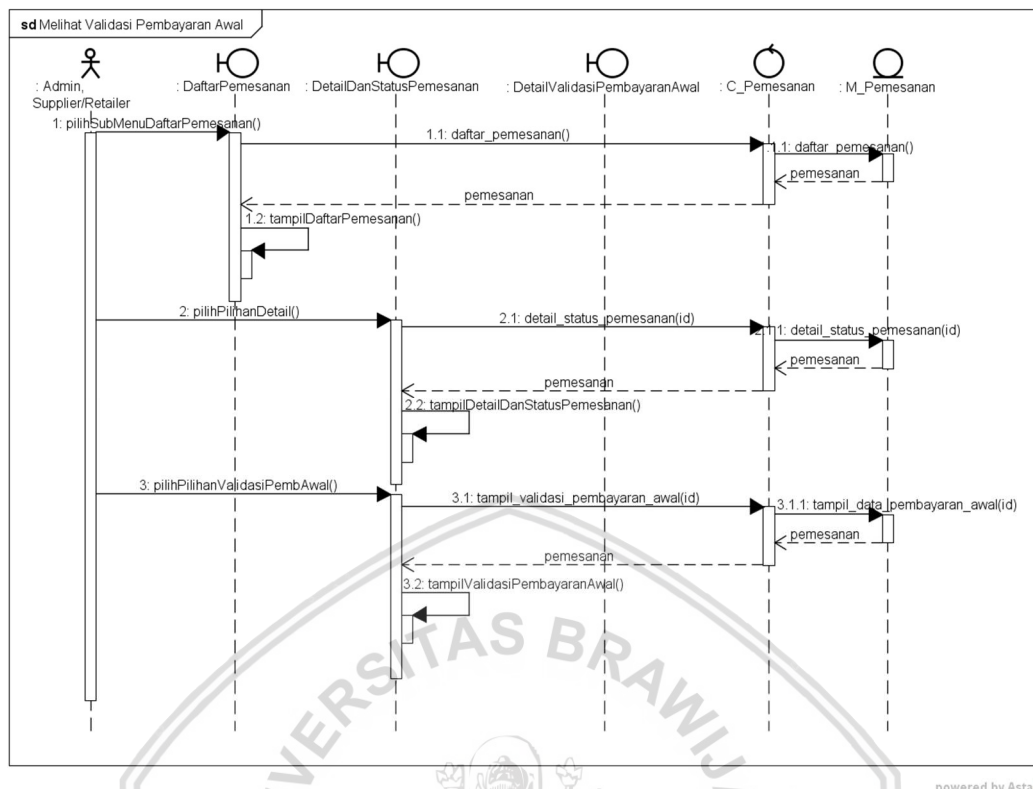 sd Melihat Validasi Pembayaran Awal
: Admin,
Supplier/Retailer
: DaftarPemesanan
: DetailDanStatusPemesanan
: DetailValidasiPembayaranAwal
: C_Pemesanan
: M_Pemesanan
1: pilihSubMenuDaftarPemesanan()
1.1: daftar_pemesanan()
.1.1: daftar_pemesanan()
pemesanan
pemesanan
1.2: tampilDaftarPemesanan()
2: pilihPilihanDetail()
2.1: detail_status_pemesanan(id)
2.1.1: detail_status_pemesanan(id)
pemesanan
pemesanan
2.2: tampilDetailDanStatusPemesanan()
3: pilihPilihanValidasiPembAwal()
3.1: tampil_validasi_pembayaran_awal(id)
3.1.1: tampil_data_pembayaran_awal(id)
pemesanan
pemesanan
3.2: tampilValidasiPembayaranAwal()
VERSITAS BRAWIJ
powered by Asta